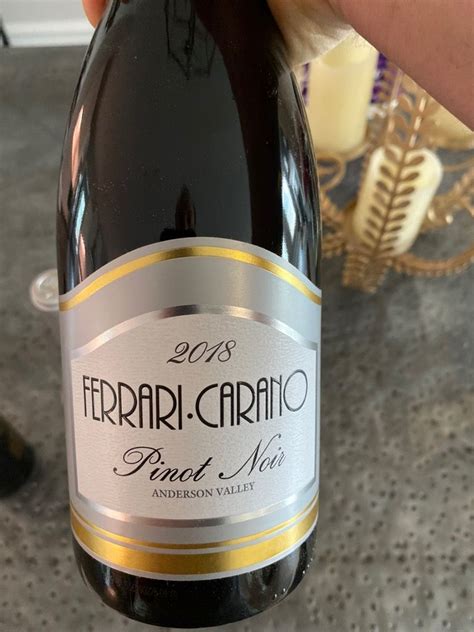 2018
FERRARI·CARANO
Pinot Noir
ANDERSON VALLEY